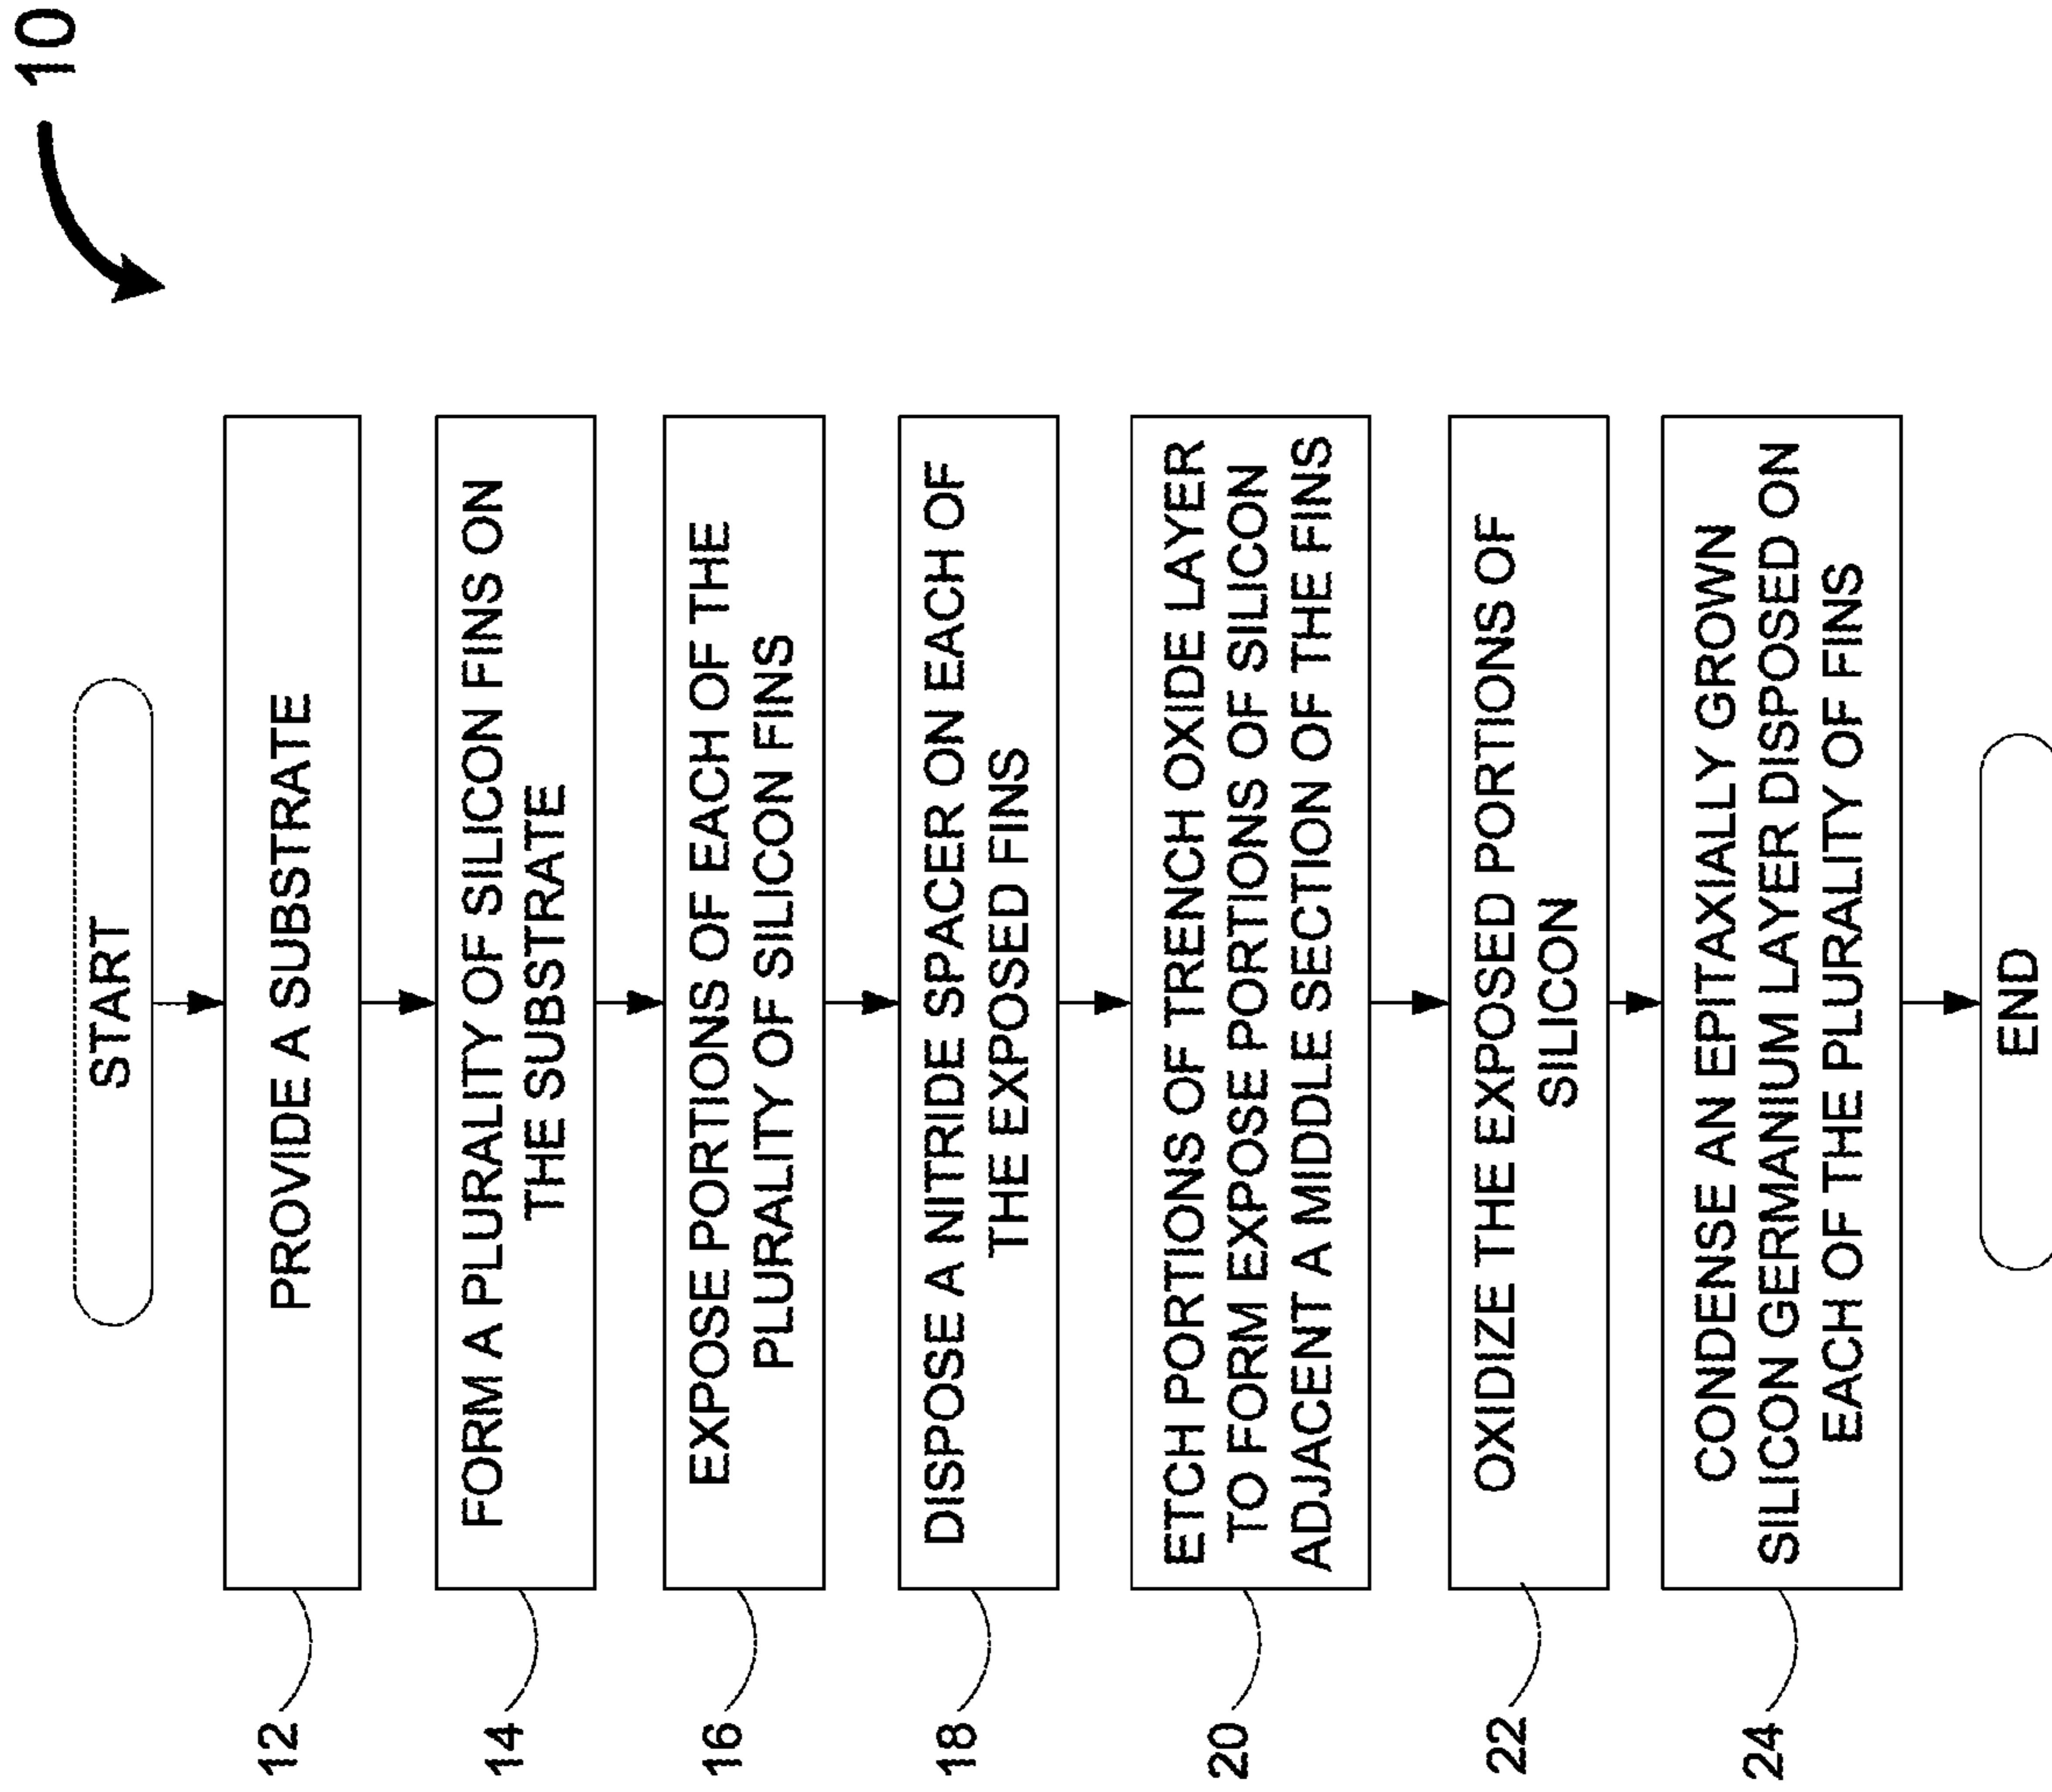 10
START
12
PROVIDE A SUBSTRATE
14
FORM A PLURALITY OF SILICON FINS ON
THE SUBSTRATE
16
EXPOSE PORTIONS OF EACH OF THE
PLURALITY OF SILICON FINS
18
DISPOSE A NITRIDE SPACER ON EACH OF
THE EXPOSED FINS
20
ETCH PORTIONS OF TRENCH OXIDE LAYER
TO FORM EXPOSE PORTIONS OF SILICON
ADJACENT A MIDDLE SECTION OF THE FINS
22
OXIDIZE THE EXPOSED PORTIONS OF
SILICON
24
CONDENSE AN EPITAXIALLY GROWN
SILICON GERMANIUM LAYER DISPOSED ON
EACH OF THE PLURALITY OF FINS
END